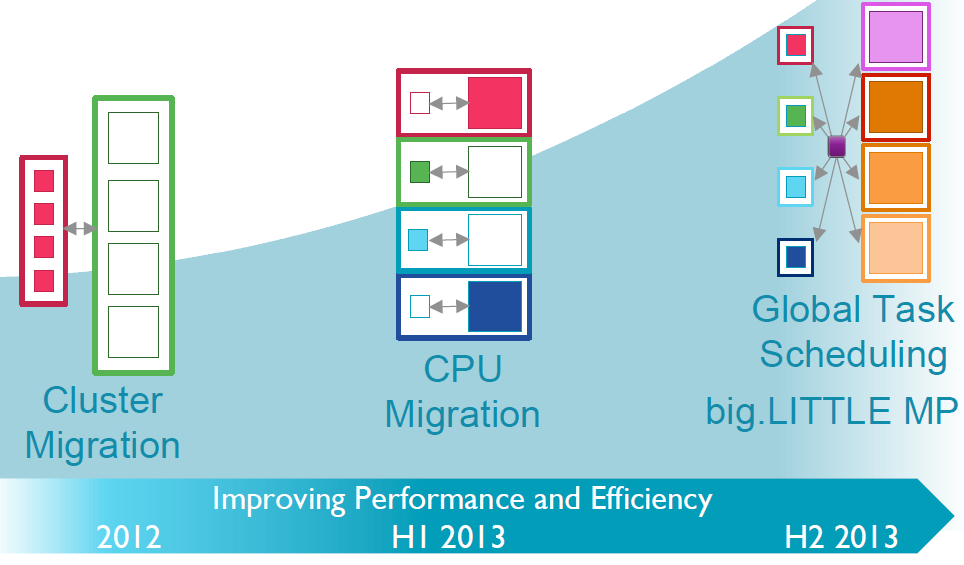 Cluster
Migration
CPU
Migration
Global Task
Scheduling
big.LITTLE MP
Improving Performance and Efficiency
2012
H1 2013
H2 2013